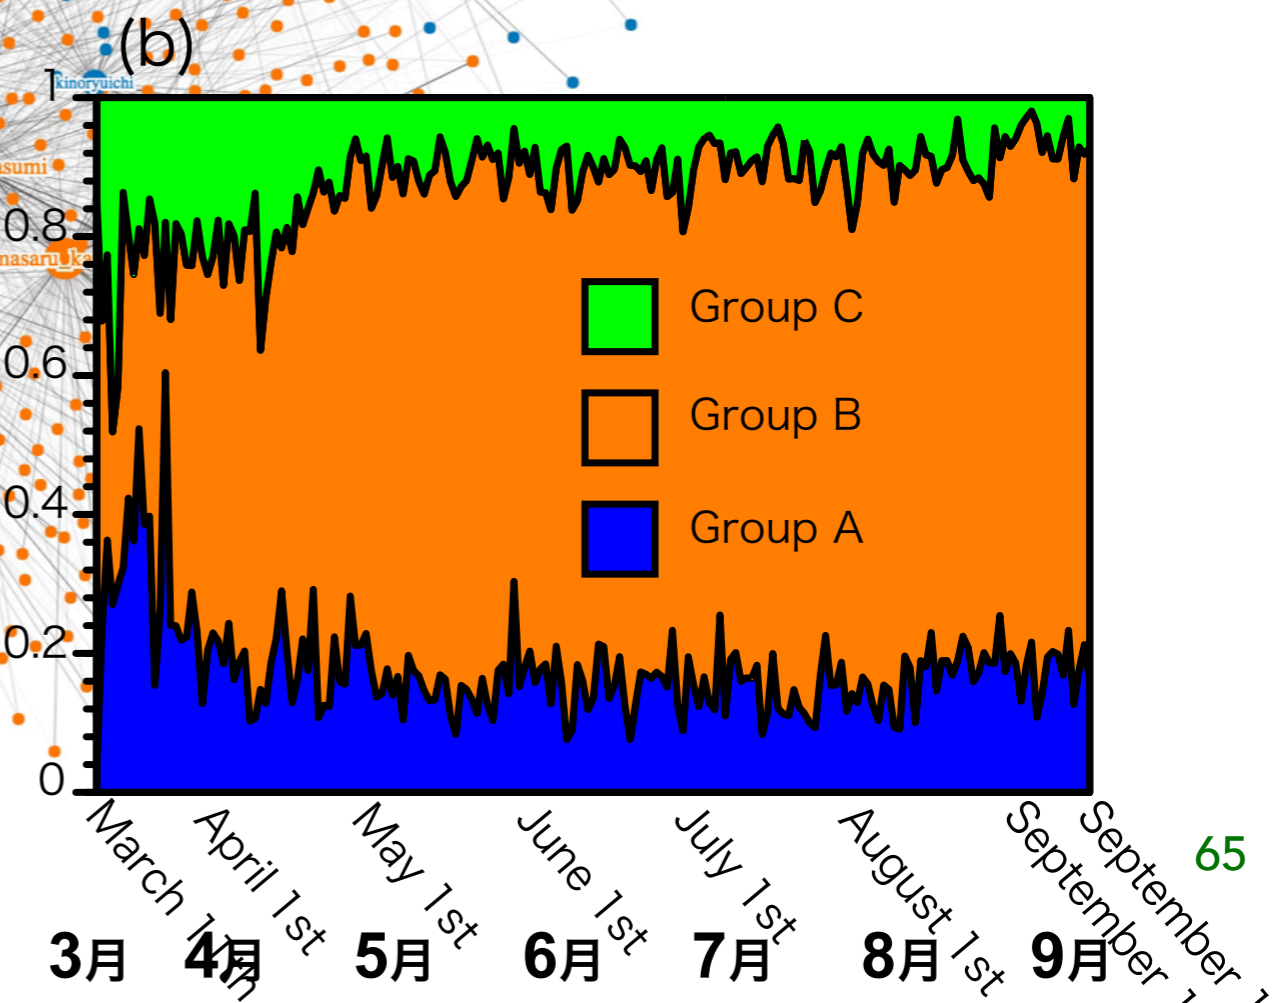 (b)
kinoryuichi
1
asumi
0.8
masaru_ka
Group C
0.6
Group B
0.4
Group A
0.2
0
March 11th
April 1st
May 1st
June 1st
July 1st
August 1st
September 1
September 1
65
3月
4月
5月
6月
7月
8月
9月